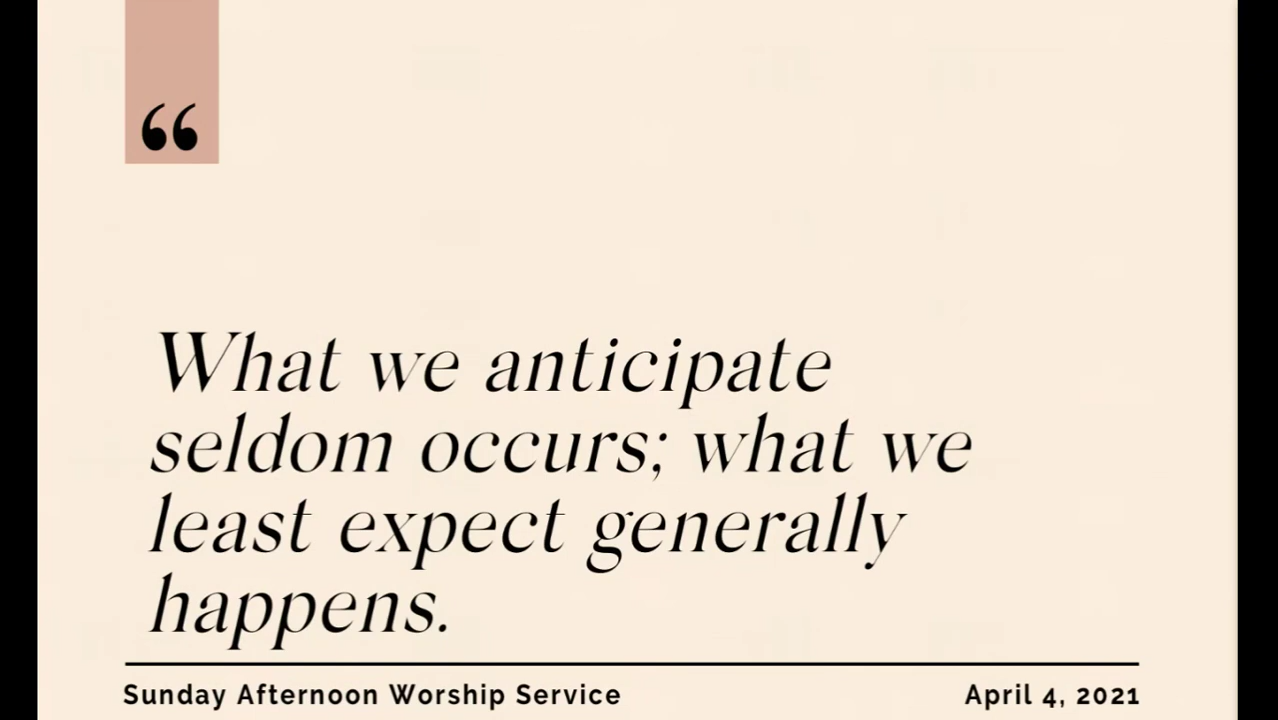 “
What we anticipate
seldom occurs; what we
least expect generally
happens.
Sunday Afternoon Worship Service
April 4, 2021